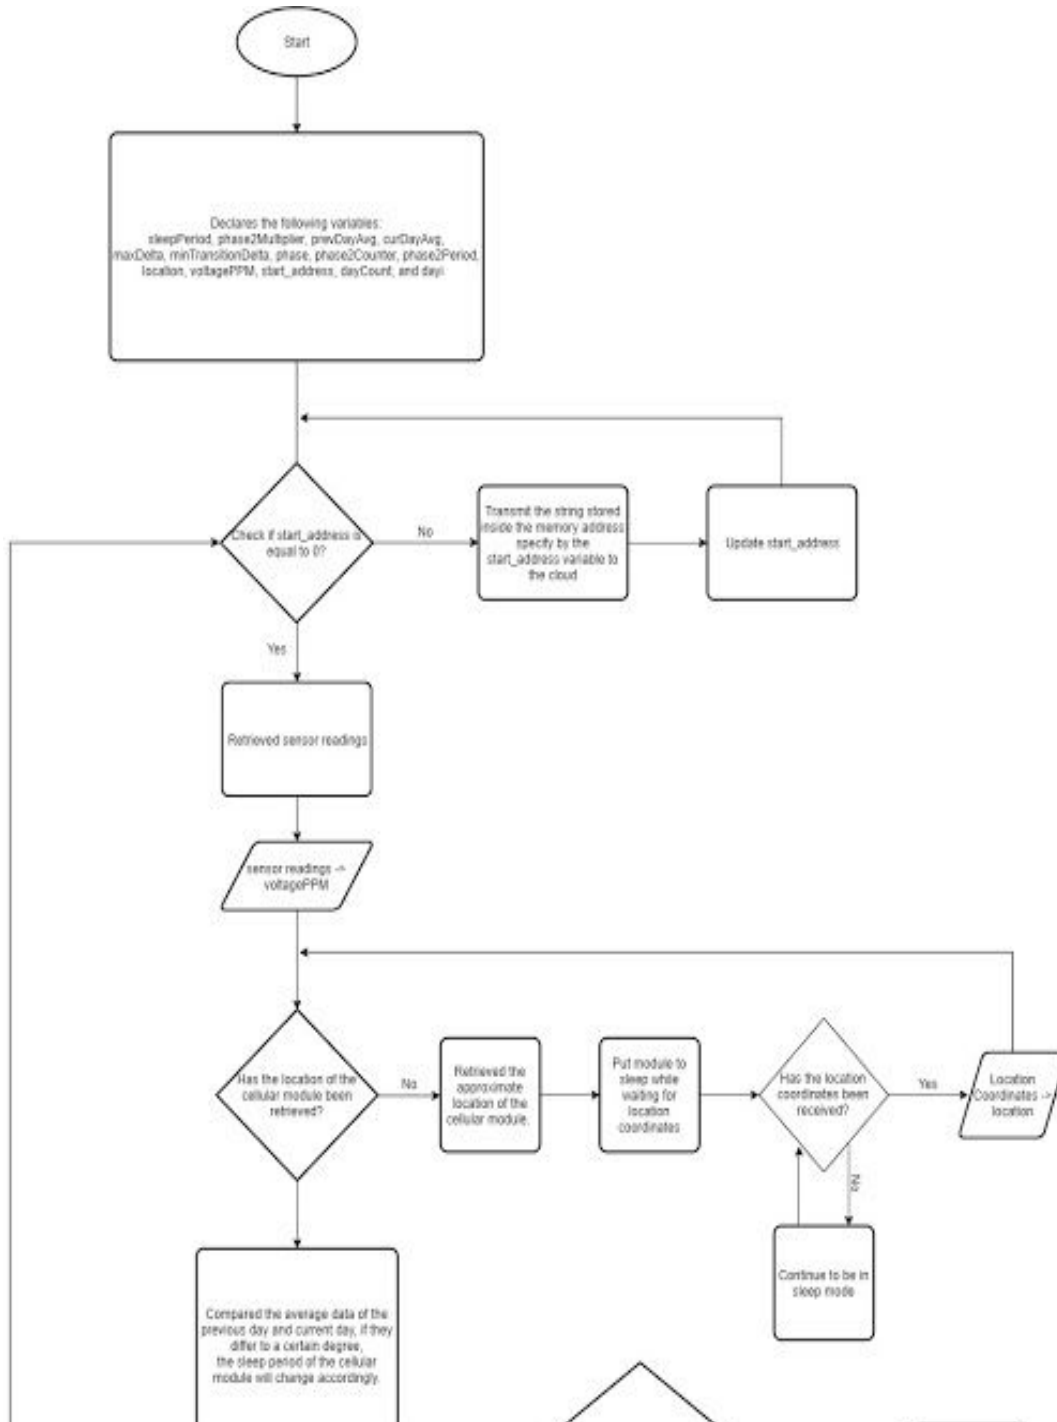 Start
Declares the following variables:
sleepPeriod, phase2Multiplier, prevDayAvg, curDayAvg,
maxDelta, minTransitionDelta, phase, phase2Counter, phase2Period,
location, voltagePPM, start_address, dayCount, and dayi
Check if start_address is
equal to 0?
No
Transmit the string stored
inside the memory address
specify by the
start_address variable to
the cloud
Update start_address
Yes
Retrieved sensor readings
sensor readings ->
voltagePPM
Has the location of the
cellular module been
retrieved?
No
Retrieved the
approximate
location of the
cellular module.
Put module to
sleep while
waiting for
location
coordinates
Has the location
coordinates been
received?
Yes
Location
Coordinates ->
location
No
Continue to be in
sleep mode
Compared the average data of the
previous day and current day, if they
differ to a certain degree,
the sleep period of the cellular
module will change accordingly.